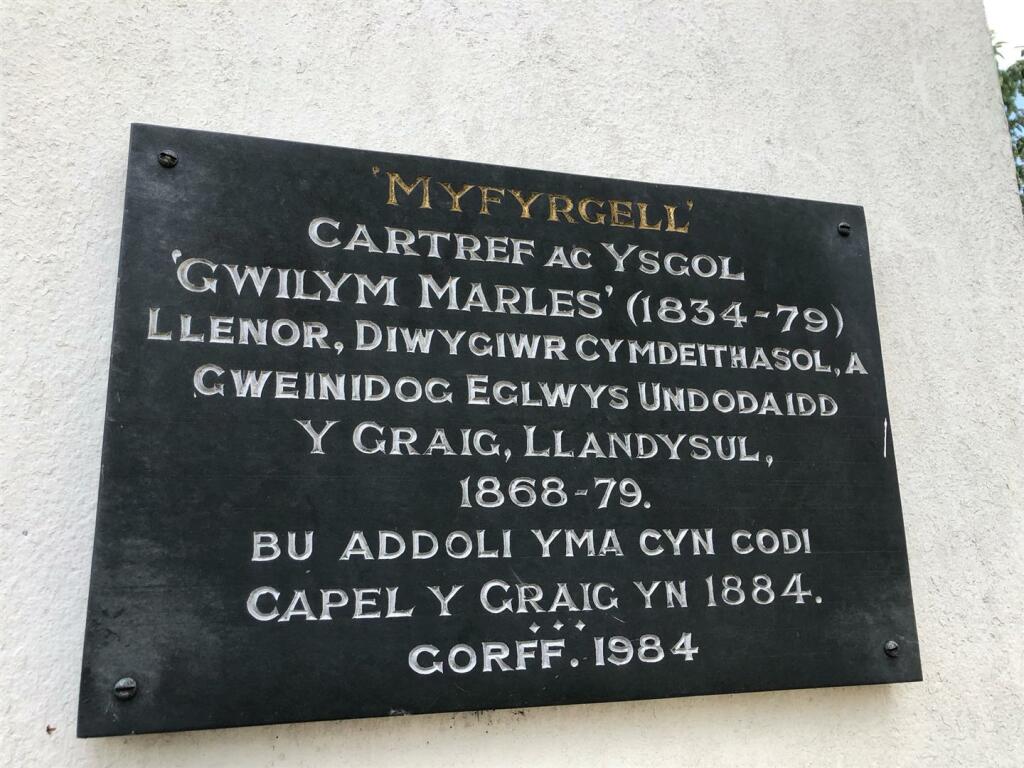 'MYFYRGELL'
CARTREF AC YSGOL
'GWILYM MARLES' (1834-79)
LLENOR, DIWYGIWR CYMDEITHASOL, A
GWEINIDOG EGLWYS UNDODAIDD
Y GRAIG, LLANDYSUL,
1868-79.
BU ADDOLI YMA CYN CODI
CAPEL Y GRAIG YN 1884.
GORFF. 1984